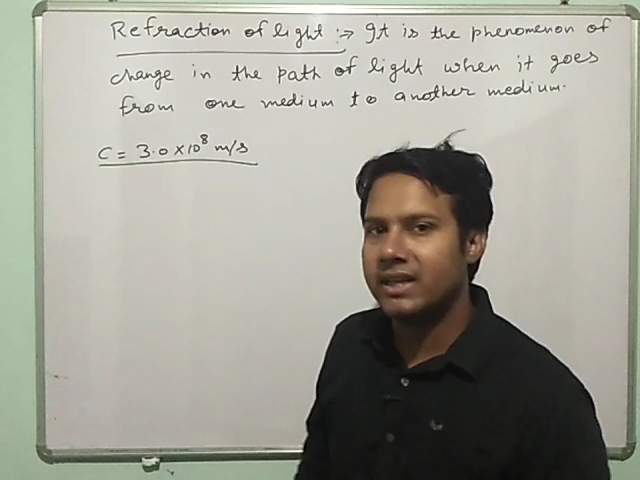 Refraction of light :→ It is the phenomenon of
change in the path of light when it goes
from one medium to another medium.
C = 3.0 × 10⁸ m/s